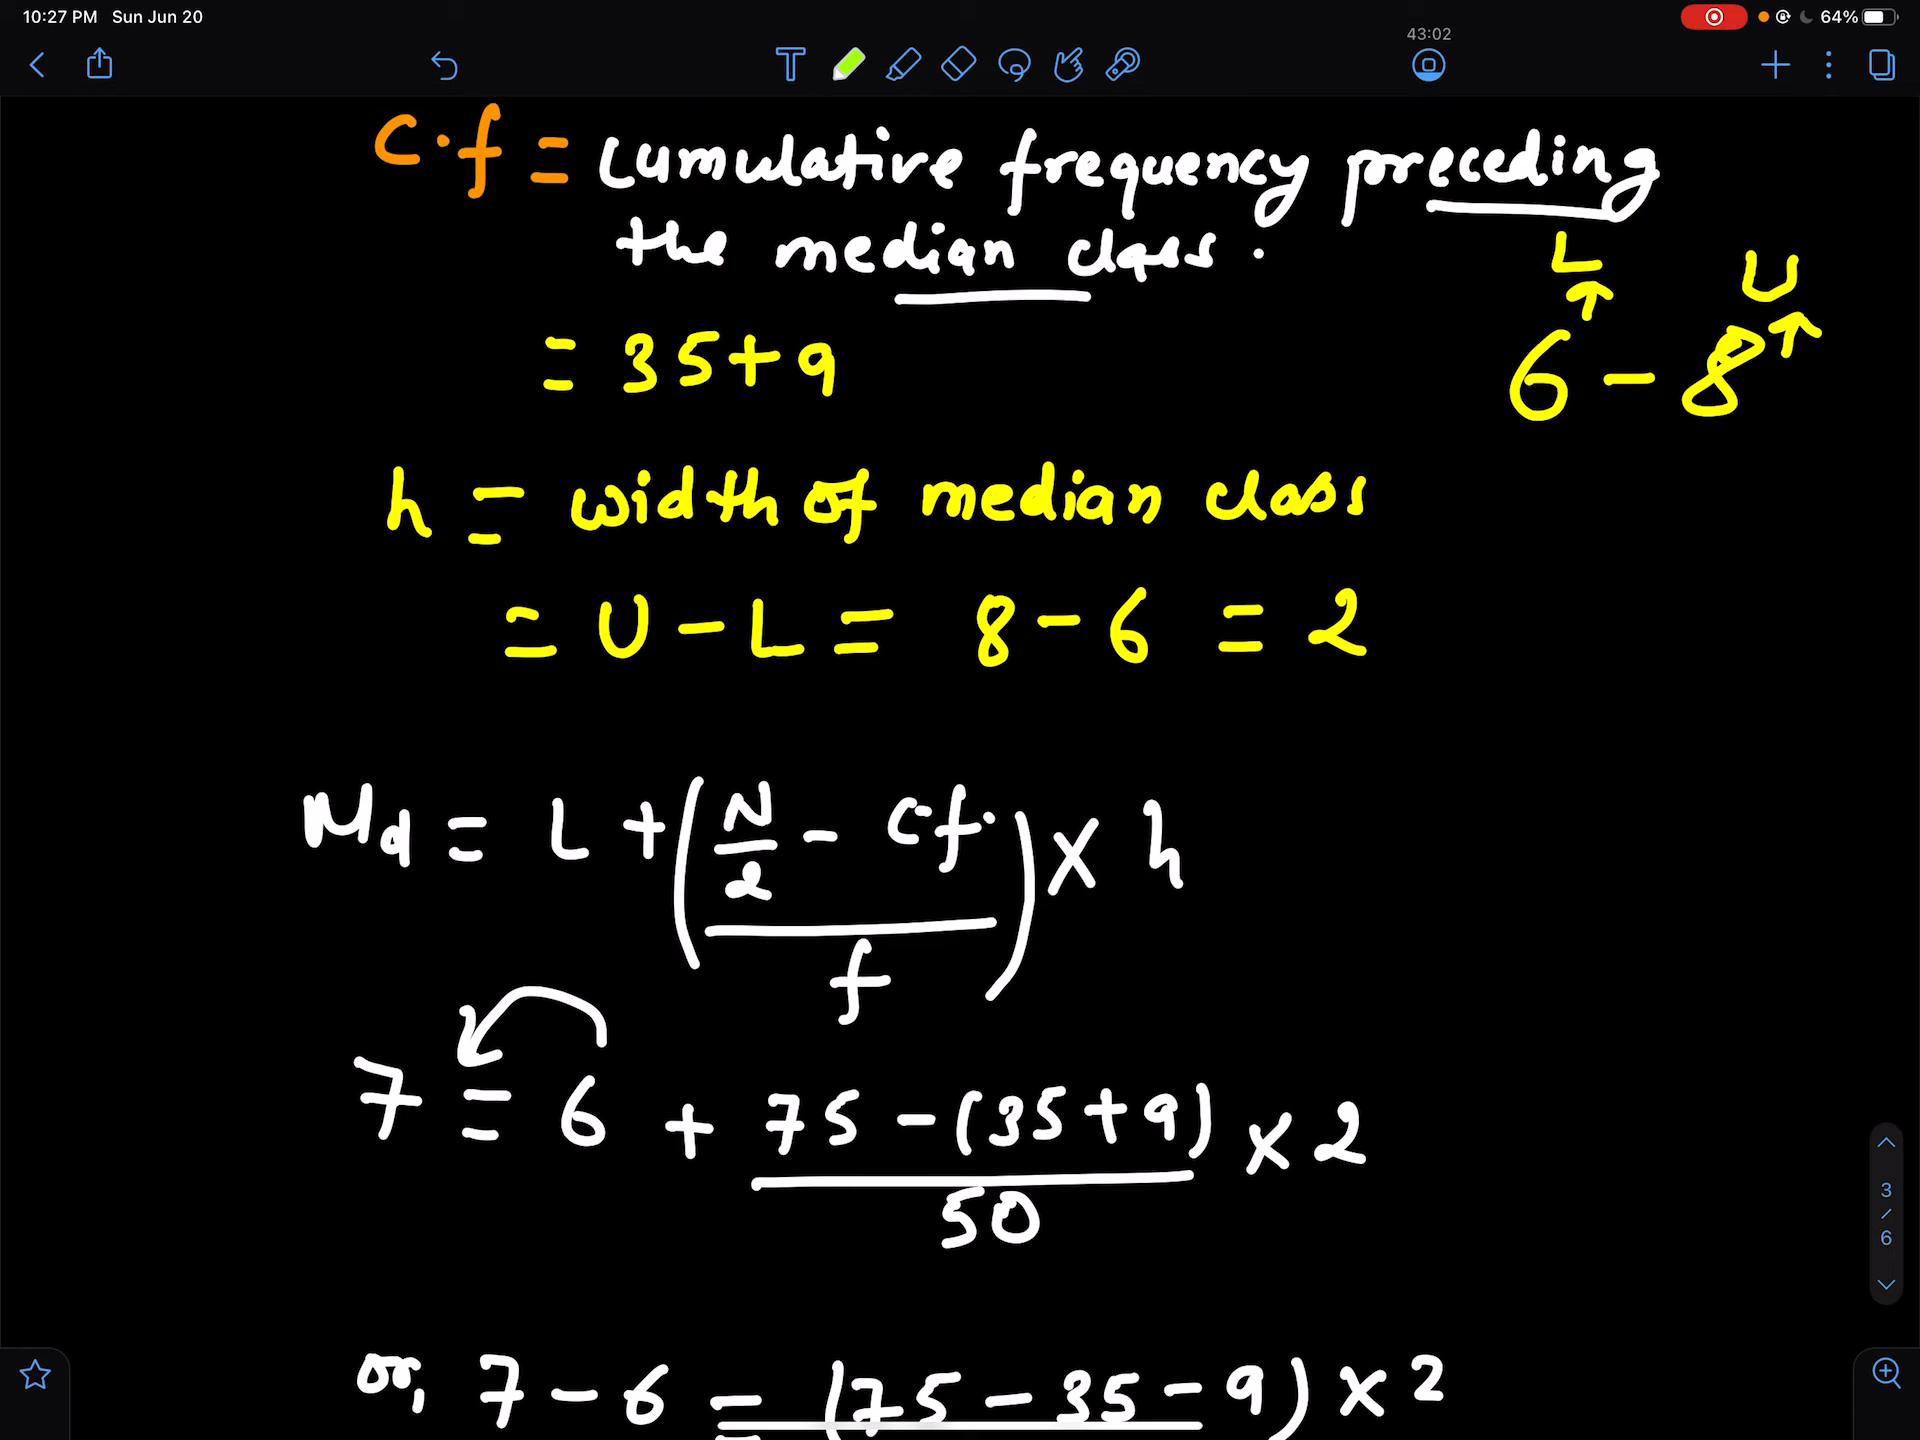 10:27 PM Sun Jun 20
64%
43:02
C.f = Cumulative frequency preceding
the median class.
L U
= 35+9
6 - 8
h = width of median class
= U - L = 8 - 6 = 2
Md = L + (N/2 - C.f.)/f × h
7 = 6 + 75 - (35+9) × 2
50
3
/
6
or, 7 - 6 = (75 - 35 - 9) × 2